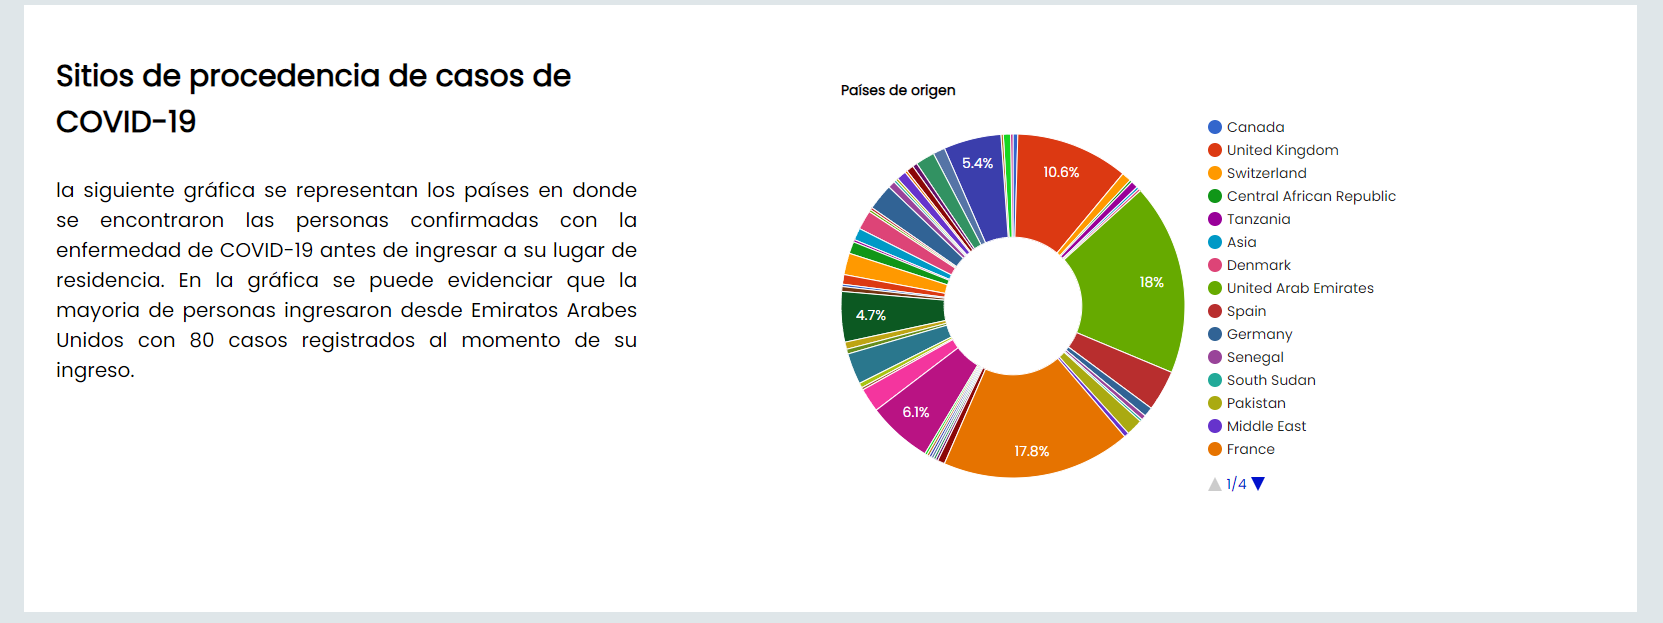 Sitios de procedencia de casos de
COVID-19
la siguiente gráfica se representan los países en donde
se encontraron las personas confirmadas con la
enfermedad de COVID-19 antes de ingresar a su lugar de
residencia. En la gráfica se puede evidenciar que la
mayoria de personas ingresaron desde Emiratos Arabes
Unidos con 80 casos registrados al momento de su
ingreso.
Países de origen
5.4%
10.6%
18%
4.7%
6.1%
17.8%
Canada
United Kingdom
Switzerland
Central African Republic
Tanzania
Asia
Denmark
United Arab Emirates
Spain
Germany
Senegal
South Sudan
Pakistan
Middle East
France
1/4